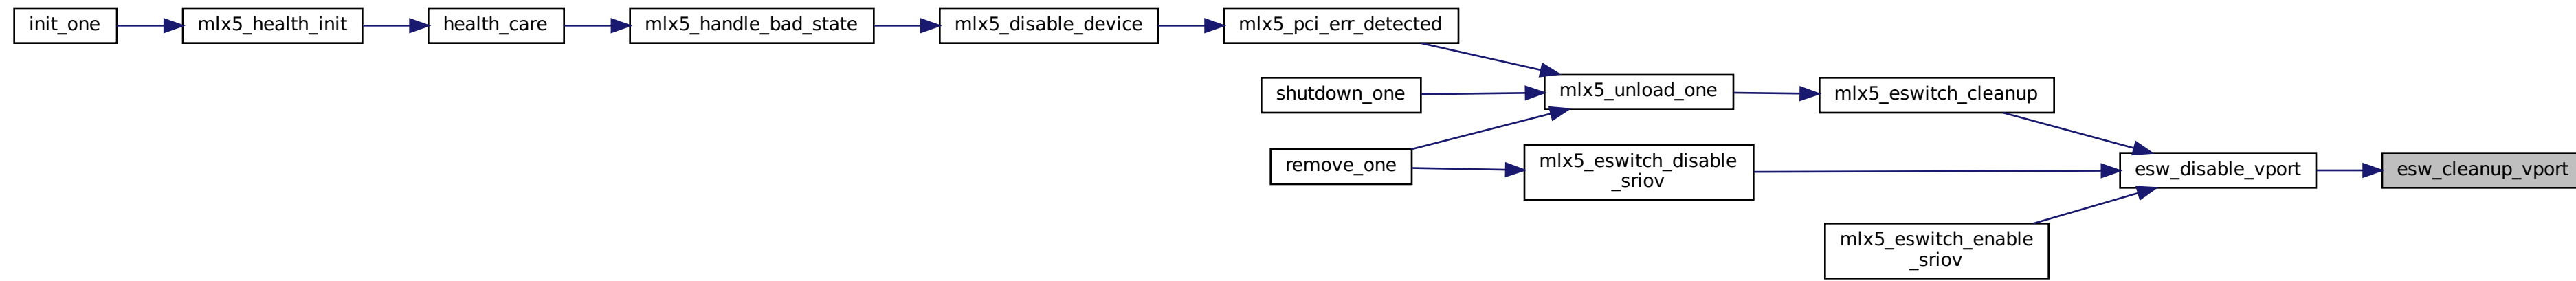 init_one
mlx5_health_init
health_care
mlx5_handle_bad_state
mlx5_disable_device
mlx5_pci_err_detected
shutdown_one
mlx5_unload_one
mlx5_eswitch_cleanup
remove_one
mlx5_eswitch_disable
_sriov
esw_disable_vport
esw_cleanup_vport
mlx5_eswitch_enable
_sriov